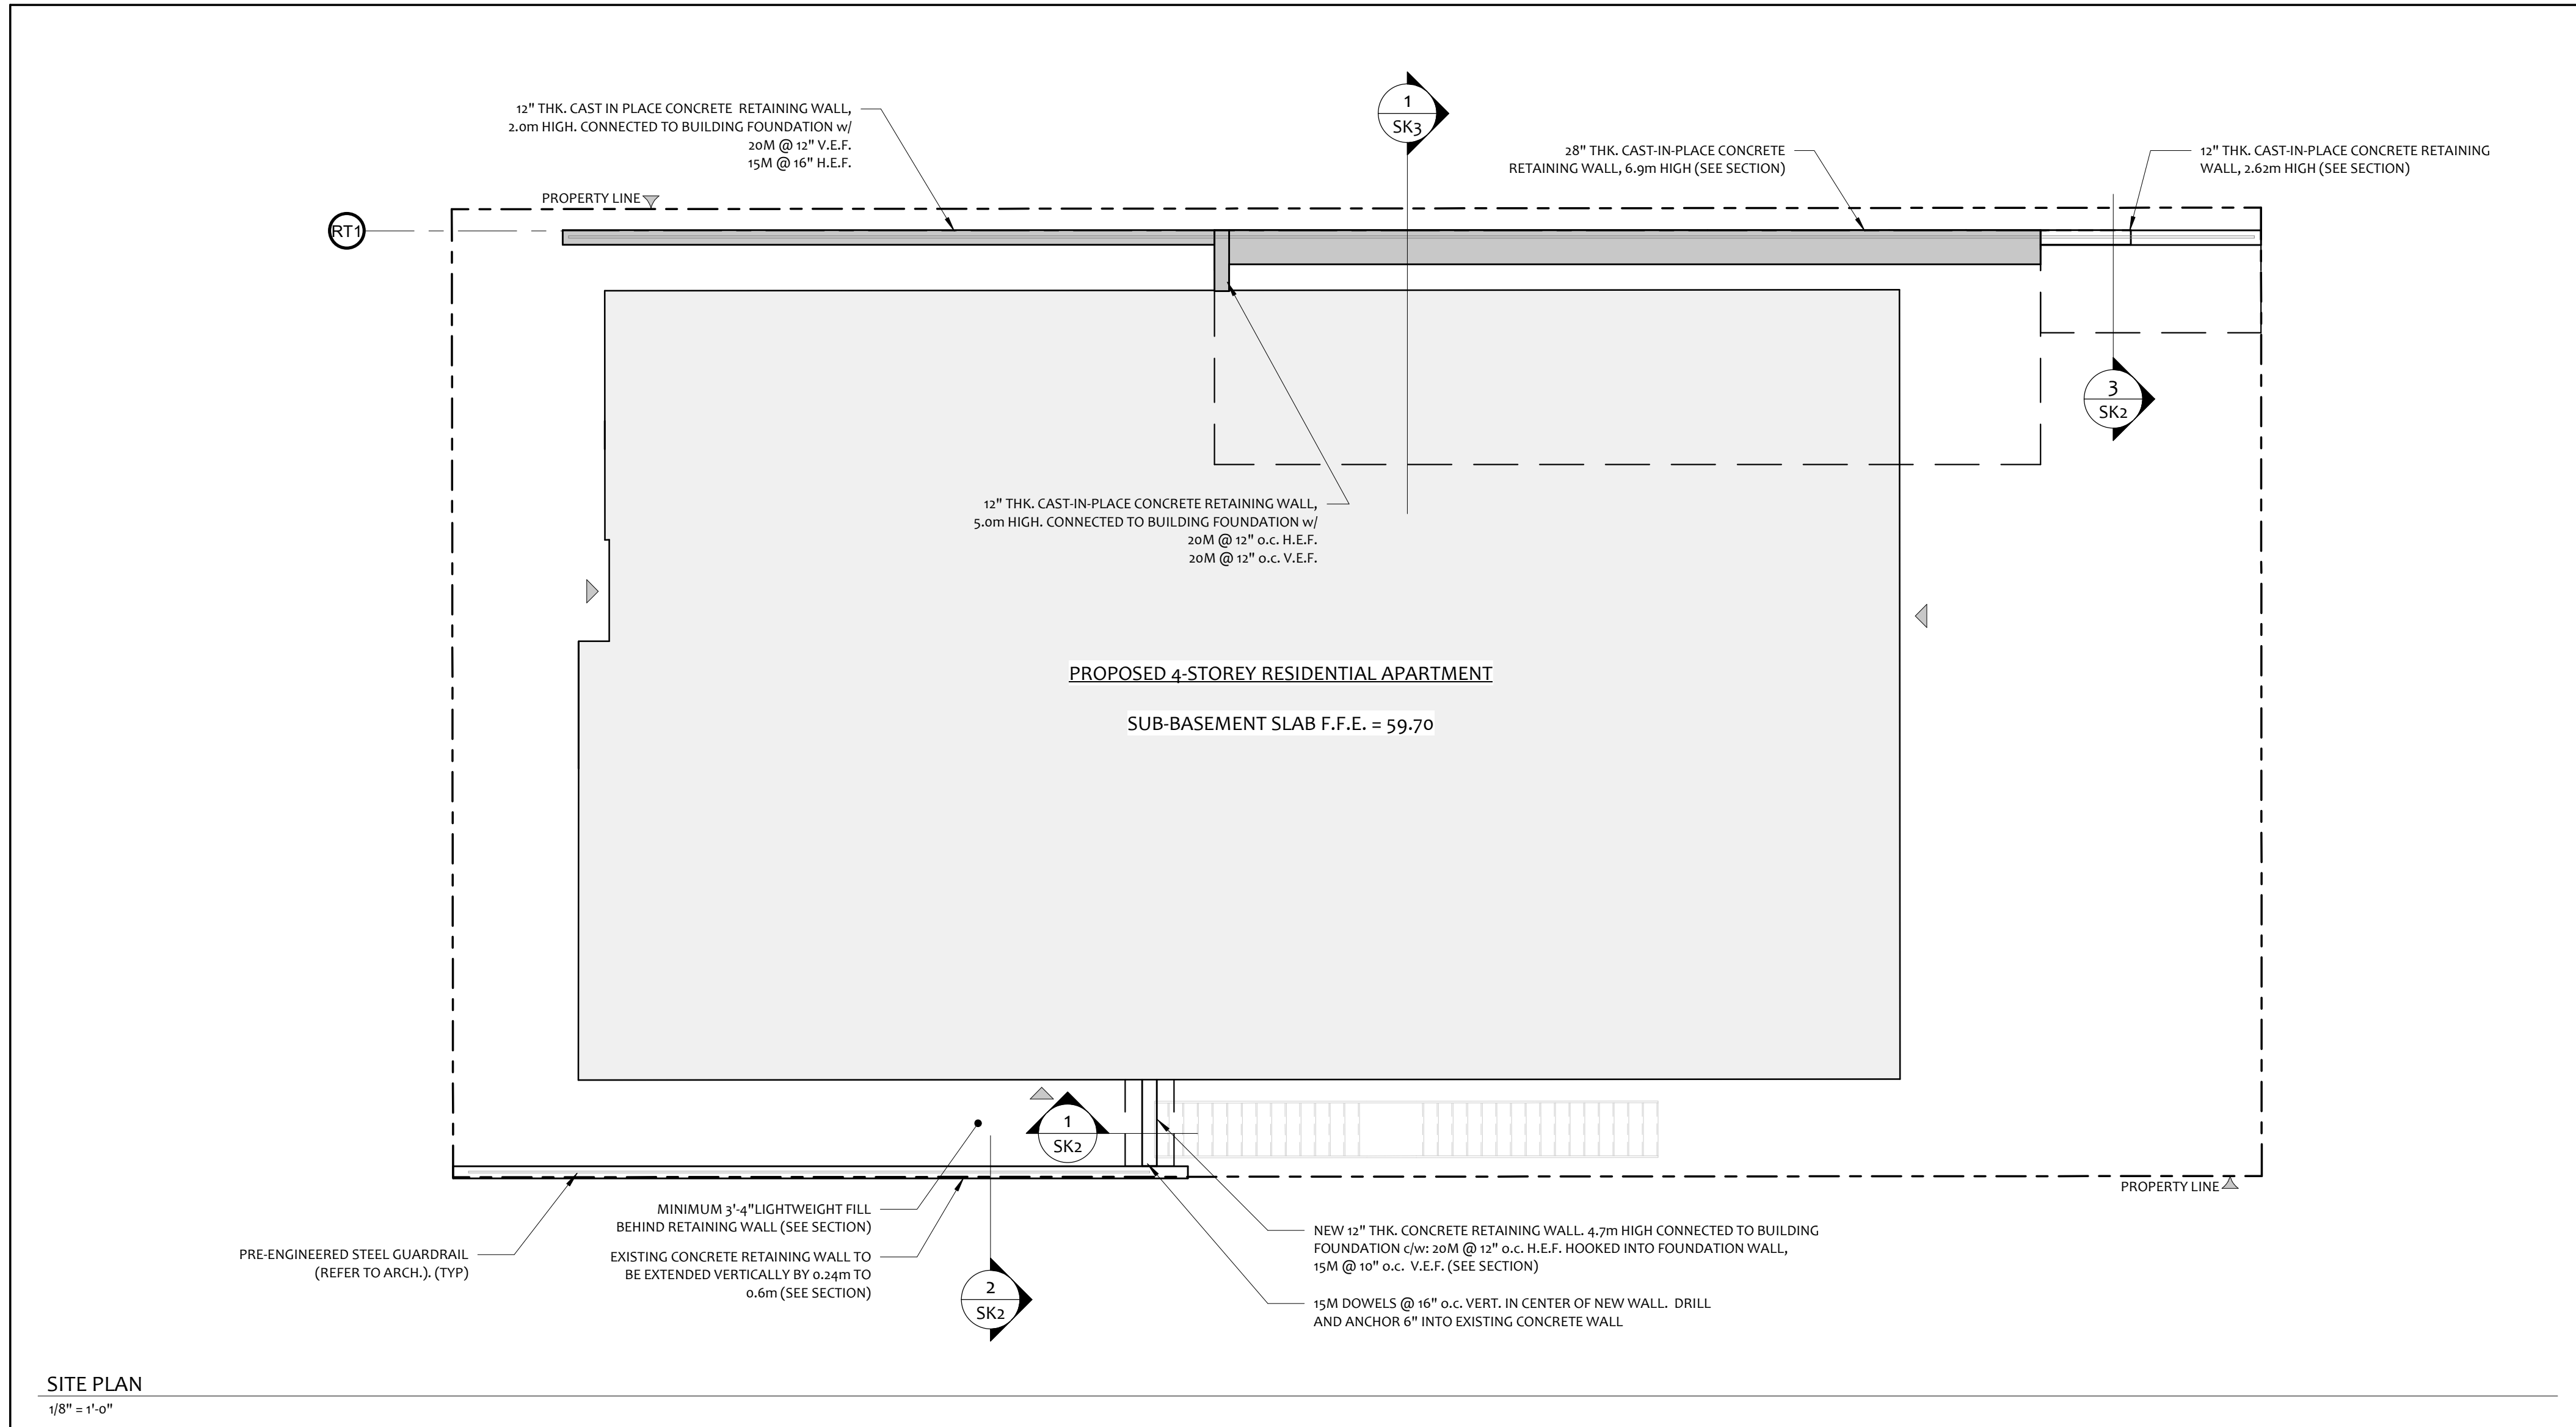 12" THK. CAST IN PLACE CONCRETE  RETAINING WALL,
2.0m HIGH. CONNECTED TO BUILDING FOUNDATION w/
20M @ 12" V.E.F.
15M @ 16" H.E.F.
1
SK3
28" THK. CAST-IN-PLACE CONCRETE
RETAINING WALL, 6.9m HIGH (SEE SECTION)
12" THK. CAST-IN-PLACE CONCRETE RETAINING
WALL, 2.62m HIGH (SEE SECTION)
PROPERTY LINE
RT1
3
SK2
12" THK. CAST-IN-PLACE CONCRETE RETAINING WALL,
5.0m HIGH. CONNECTED TO BUILDING FOUNDATION w/
20M @ 12" o.c. H.E.F.
20M @ 12" o.c. V.E.F.
PROPOSED 4-STOREY RESIDENTIAL APARTMENT
SUB-BASEMENT SLAB F.F.E. = 59.70
1
SK2
PROPERTY LINE
MINIMUM 3'-4"LIGHTWEIGHT FILL
BEHIND RETAINING WALL (SEE SECTION)
PRE-ENGINEERED STEEL GUARDRAIL
(REFER TO ARCH.). (TYP)
EXISTING CONCRETE RETAINING WALL TO
BE EXTENDED VERTICALLY BY 0.24m TO
0.6m (SEE SECTION)
2
SK2
NEW 12" THK. CONCRETE RETAINING WALL. 4.7m HIGH CONNECTED TO BUILDING
FOUNDATION c/w: 20M @ 12" o.c. H.E.F. HOOKED INTO FOUNDATION WALL,
15M @ 10" o.c.  V.E.F. (SEE SECTION)
15M DOWELS @ 16" o.c. VERT. IN CENTER OF NEW WALL.  DRILL
AND ANCHOR 6" INTO EXISTING CONCRETE WALL
SITE PLAN
1/8" = 1'-0"